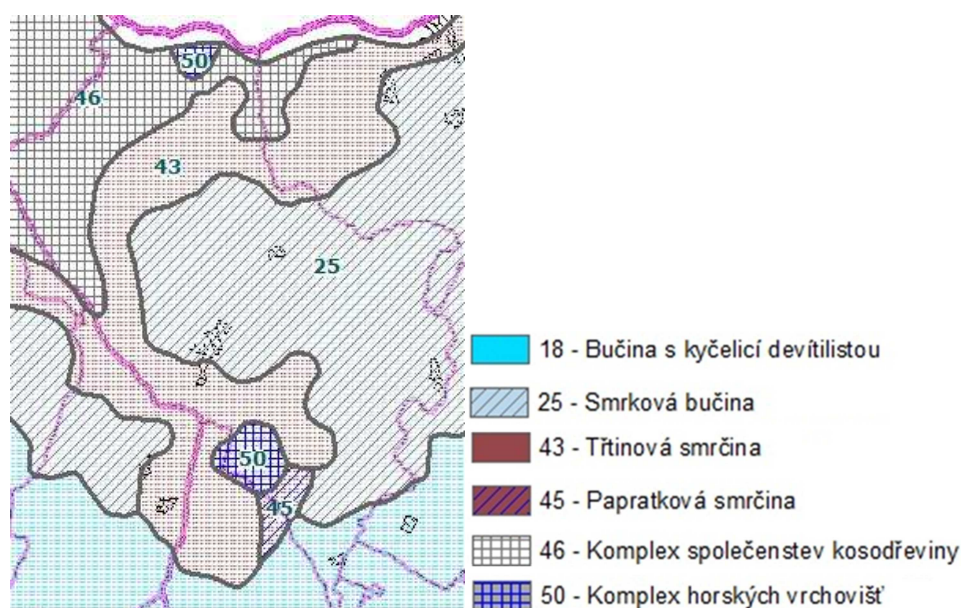 50
46
43
25
50
45
18 - Bučina s kyčelicí devítilistou
25 - Smrková bučina
43 - Třtinová smrčina
45 - Papratková smrčina
46 - Komplex společenstev kosodřeviny
50 - Komplex horských vrchovišť